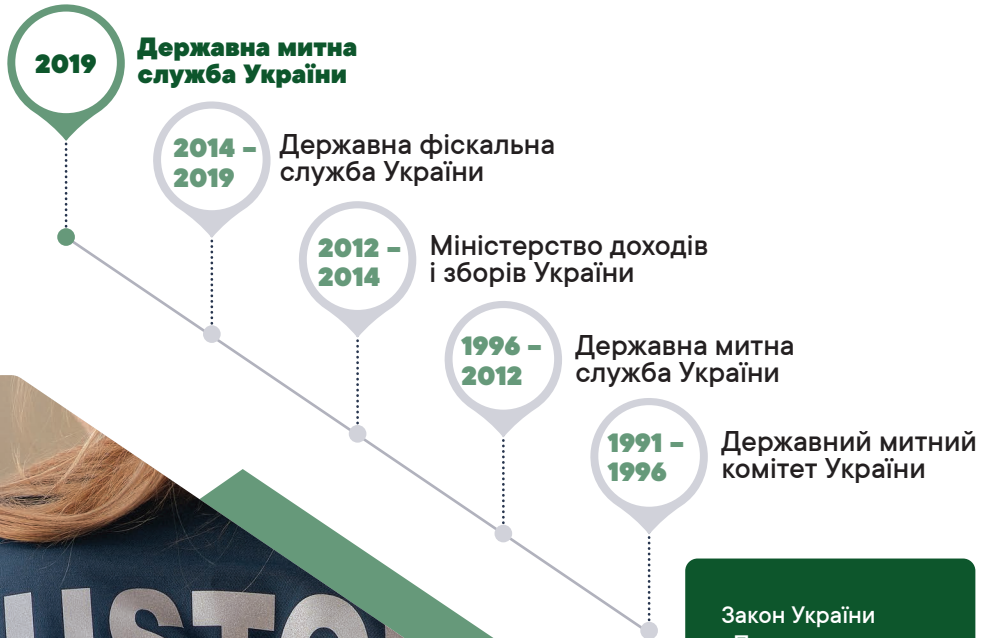 2019
Державна митна
служба України
2014 –
2019
Державна фіскальна
служба України
2012 –
2014
Міністерство доходів
і зборів України
1996 –
2012
Державна митна
служба України
1991 –
1996
Державний митний
комітет України
Закон України